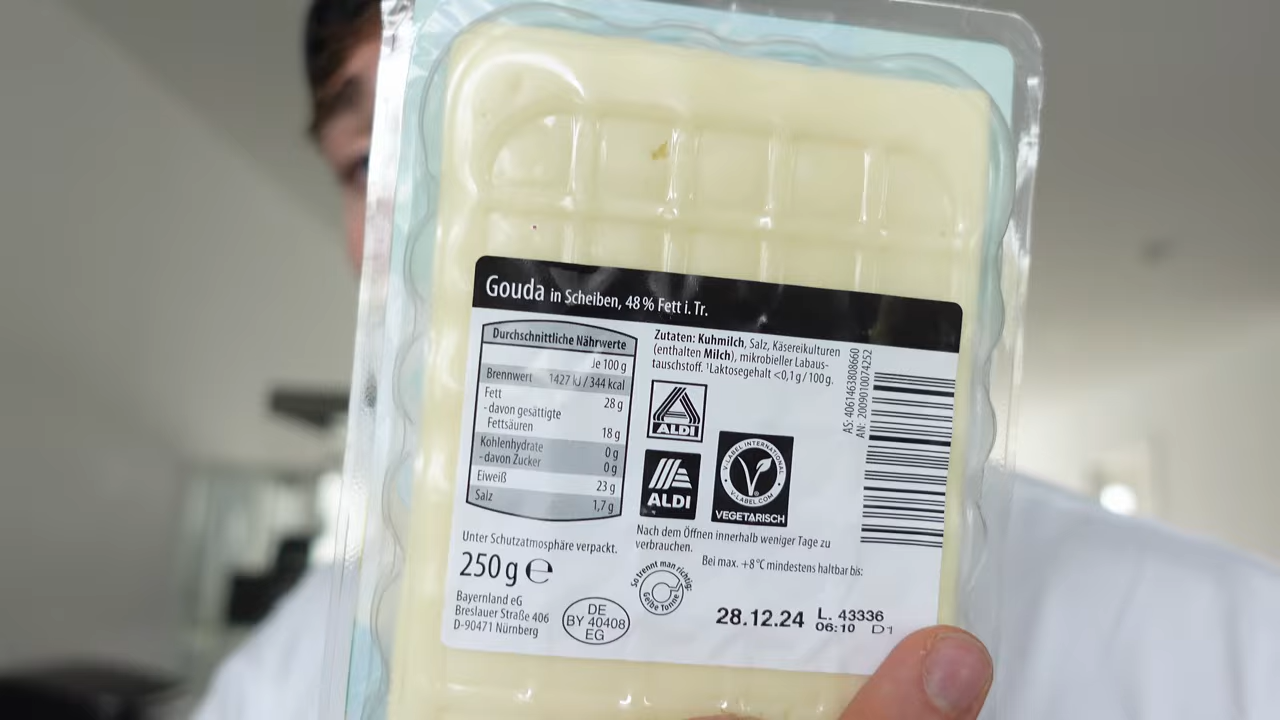 Gouda in Scheiben, 48 % Fett i. Tr.
Durchschnittliche Nährwerte
Je 100 g
Brennwert 1427 kJ / 344 kcal
Fett 28 g
- davon gesättigte
Fettsäuren 18 g
Kohlenhydrate 0 g
- davon Zucker 0 g
Eiweiß 23 g
Salz 1,7 g
Zutaten: Kuhmilch, Salz, Käsereikulturen
(enthalten Milch), mikrobieller Labaus-
tauschstoff. ¹Laktosegehalt <0,1 g / 100 g.
AS: 4061463808660
AN: 2009010074252
ALDI
ALDI
V-LABEL INTERNATIONAL
V-LABEL.COM
VEGETARISCH
Unter Schutzatmosphäre verpackt.
250 g e
Bayernland eG
Breslauer Straße 406
D-90471 Nürnberg
DE
BY 40408
EG
Nach dem Öffnen innerhalb weniger Tage zu
verbrauchen.
Bei max. +8 °C mindestens haltbar bis:
So trennt man richtig:
Gelbe Tonne
28.12.24 L. 43336
06:10 D1